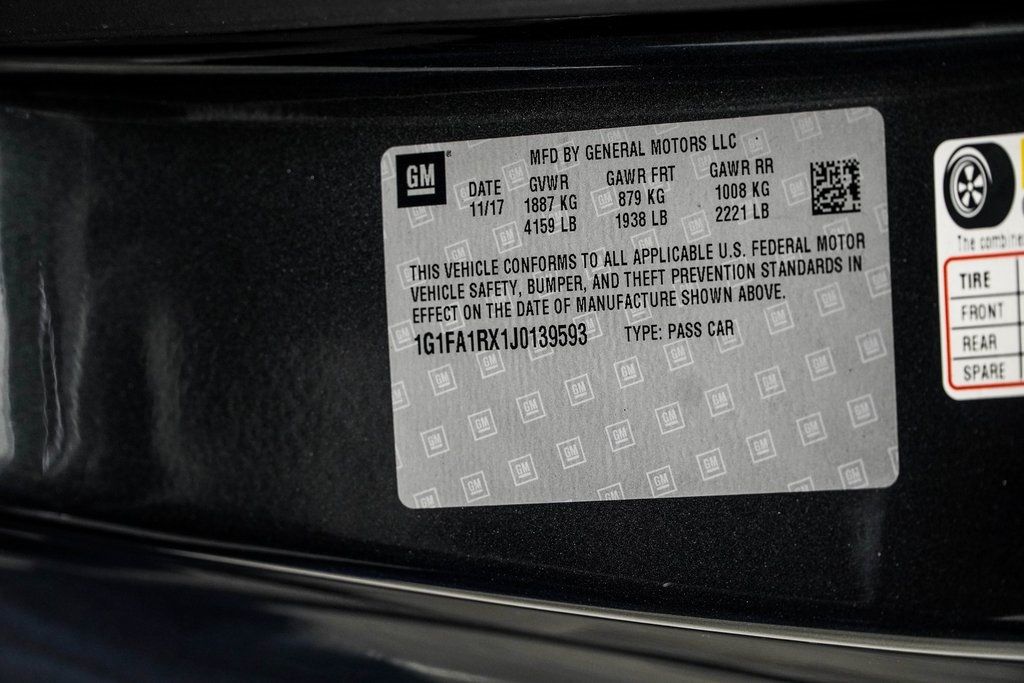 GM
MFD BY GENERAL MOTORS LLC
DATE GVWR GAWR FRT GAWR RR
11/17 1887 KG 879 KG 1008 KG
4159 LB 1938 LB 2221 LB
THIS VEHICLE CONFORMS TO ALL APPLICABLE U.S. FEDERAL MOTOR
VEHICLE SAFETY, BUMPER, AND THEFT PREVENTION STANDARDS IN
EFFECT ON THE DATE OF MANUFACTURE SHOWN ABOVE.
1G1FA1RX1J0139593 TYPE: PASS CAR
The combine
TIRE
FRONT
REAR
SPARE